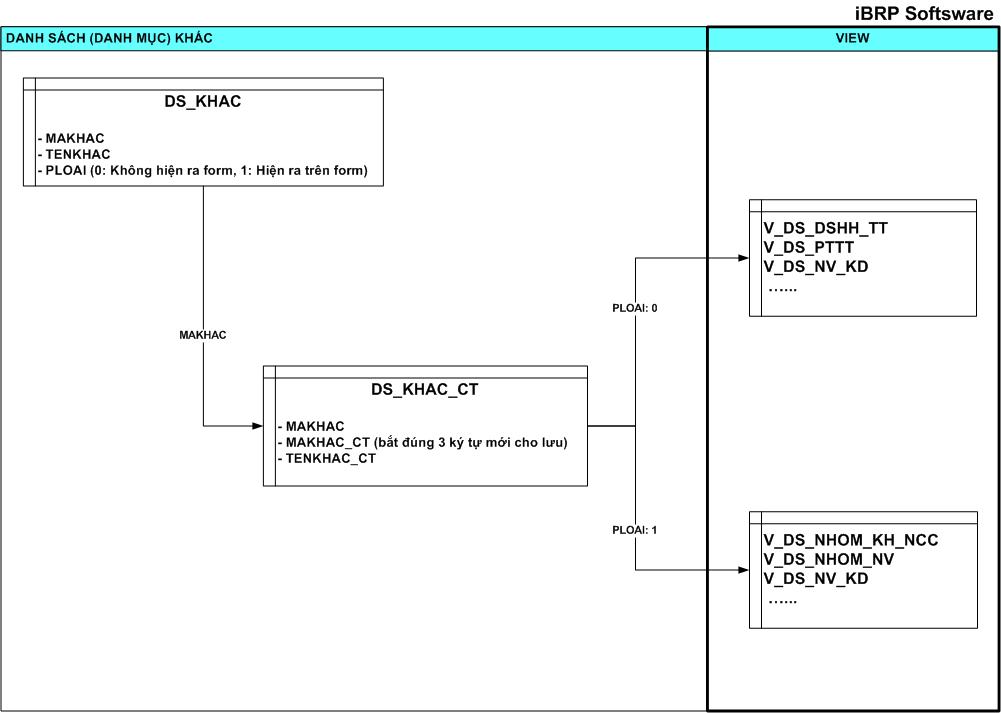 iBRP Softsware
DANH SÁCH (DANH MỤC) KHÁC
VIEW
DS_KHAC
- MAKHAC
- TENKHAC
- PLOAI (0: Không hiện ra form, 1: Hiện ra trên form)
V_DS_DSHH_TT
V_DS_PTTT
V_DS_NV_KD
......
PLOAI: 0
MAKHAC
DS_KHAC_CT
- MAKHAC
- MAKHAC_CT (bắt đúng 3 ký tự mới cho lưu)
- TENKHAC_CT
PLOAI: 1
V_DS_NHOM_KH_NCC
V_DS_NHOM_NV
V_DS_NV_KD
......